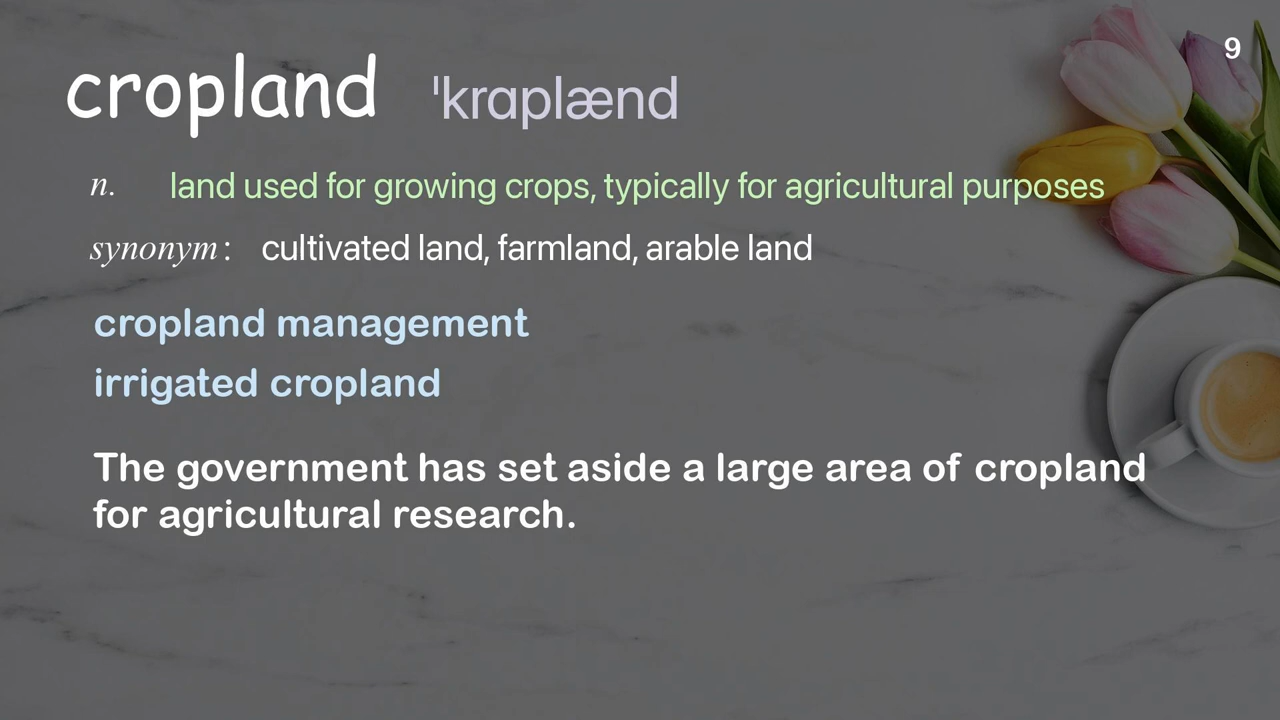 9
cropland ˈkrɑplænd
n. land used for growing crops, typically for agricultural purposes
synonym: cultivated land, farmland, arable land
cropland management
irrigated cropland
The government has set aside a large area of cropland
for agricultural research.